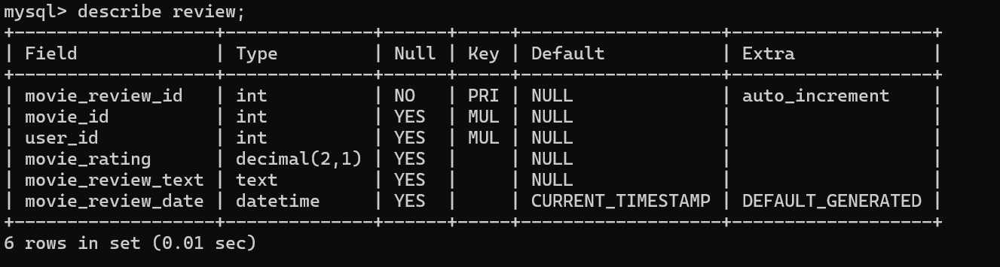 mysql> describe review;
+-------------------+--------------+------+-----+-------------------+-------------------+
| Field             | Type         | Null | Key | Default           | Extra             |
+-------------------+--------------+------+-----+-------------------+-------------------+
| movie_review_id   | int          | NO   | PRI | NULL              | auto_increment    |
| movie_id          | int          | YES  | MUL | NULL              |                   |
| user_id           | int          | YES  | MUL | NULL              |                   |
| movie_rating      | decimal(2,1) | YES  |     | NULL              |                   |
| movie_review_text | text         | YES  |     | NULL              |                   |
| movie_review_date | datetime     | YES  |     | CURRENT_TIMESTAMP | DEFAULT_GENERATED |
+-------------------+--------------+------+-----+-------------------+-------------------+
6 rows in set (0.01 sec)